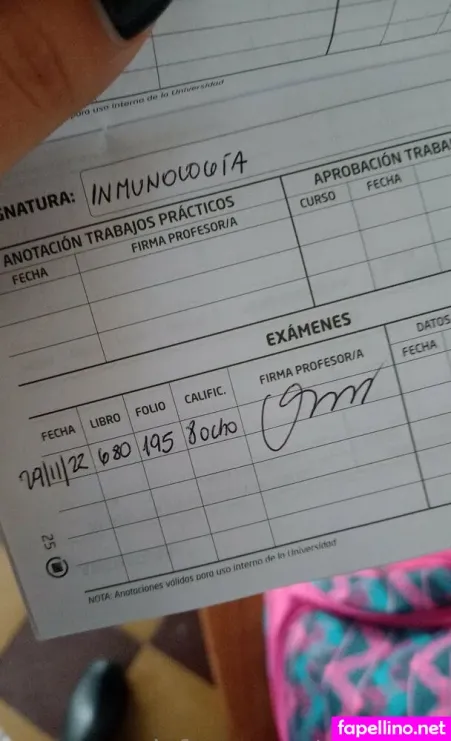 para uso interno de la Universidad
GNATURA: INMUNOLOGÍA
ANOTACIÓN TRABAJOS PRÁCTICOS
APROBACIÓN TRABA
FECHA FIRMA PROFESOR/A
CURSO FECHA
EXÁMENES
DATOS
FECHA LIBRO FOLIO CALIFIC. FIRMA PROFESOR/A
FECHA
29/11/22 680 195 8 ocho
25
NOTA: Anotaciones válidas para uso interno de la Universidad
fapellino.net